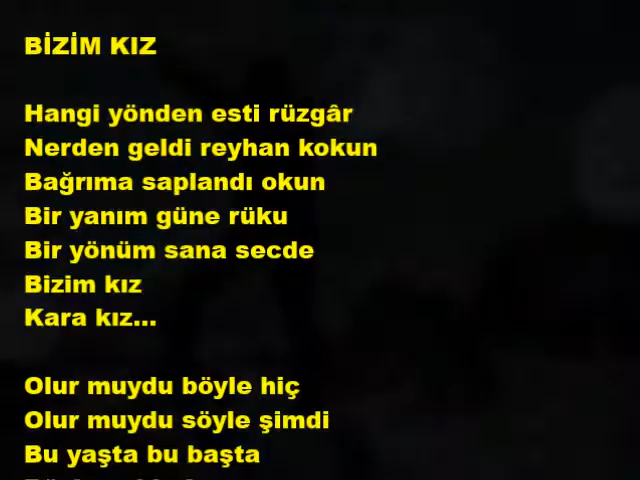 BİZİM KIZ
Hangi yönden esti rüzgâr
Nerden geldi reyhan kokun
Bağrıma saplandı okun
Bir yanım güne rüku
Bir yönüm sana secde
Bizim kız
Kara kız...
Olur muydu böyle hiç
Olur muydu söyle şimdi
Bu yaşta bu başta